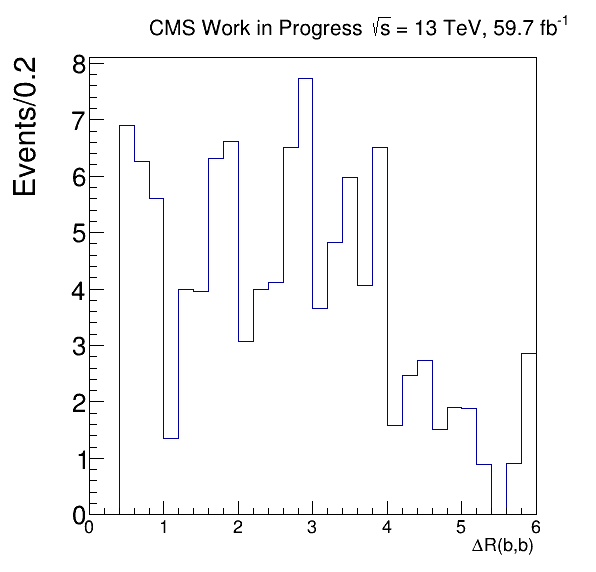 CMS Work in Progress √s = 13 TeV, 59.7 fb⁻¹
Events/0.2
8
7
6
5
4
3
2
1
0
0 1 2 3 4 5 6
ΔR(b,b)